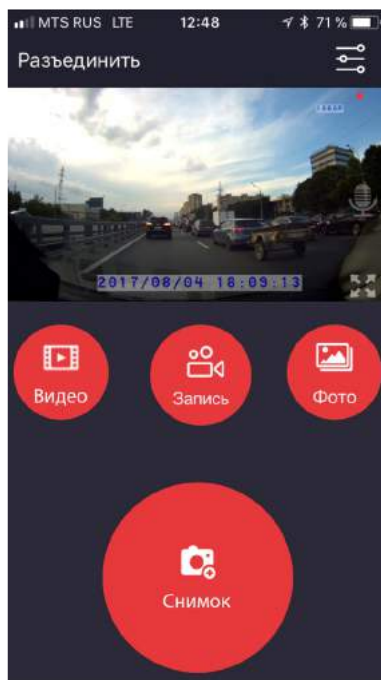 MTS RUS LTE 12:48 71 %
Разъединить
2017/08/04 18:09:13
Видео
Запись
Фото
Снимок